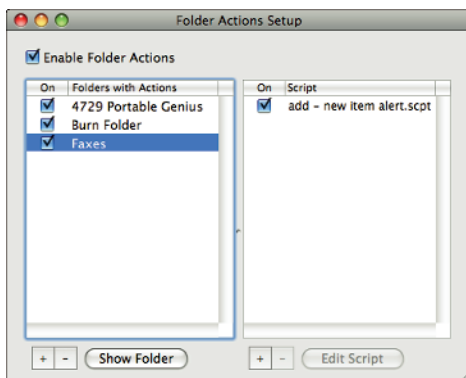 Folder Actions Setup
Enable Folder Actions
On Folders with Actions
4729 Portable Genius
Burn Folder
Faxes
On Script
add – new item alert.scpt
+ - Show Folder
+ - Edit Script